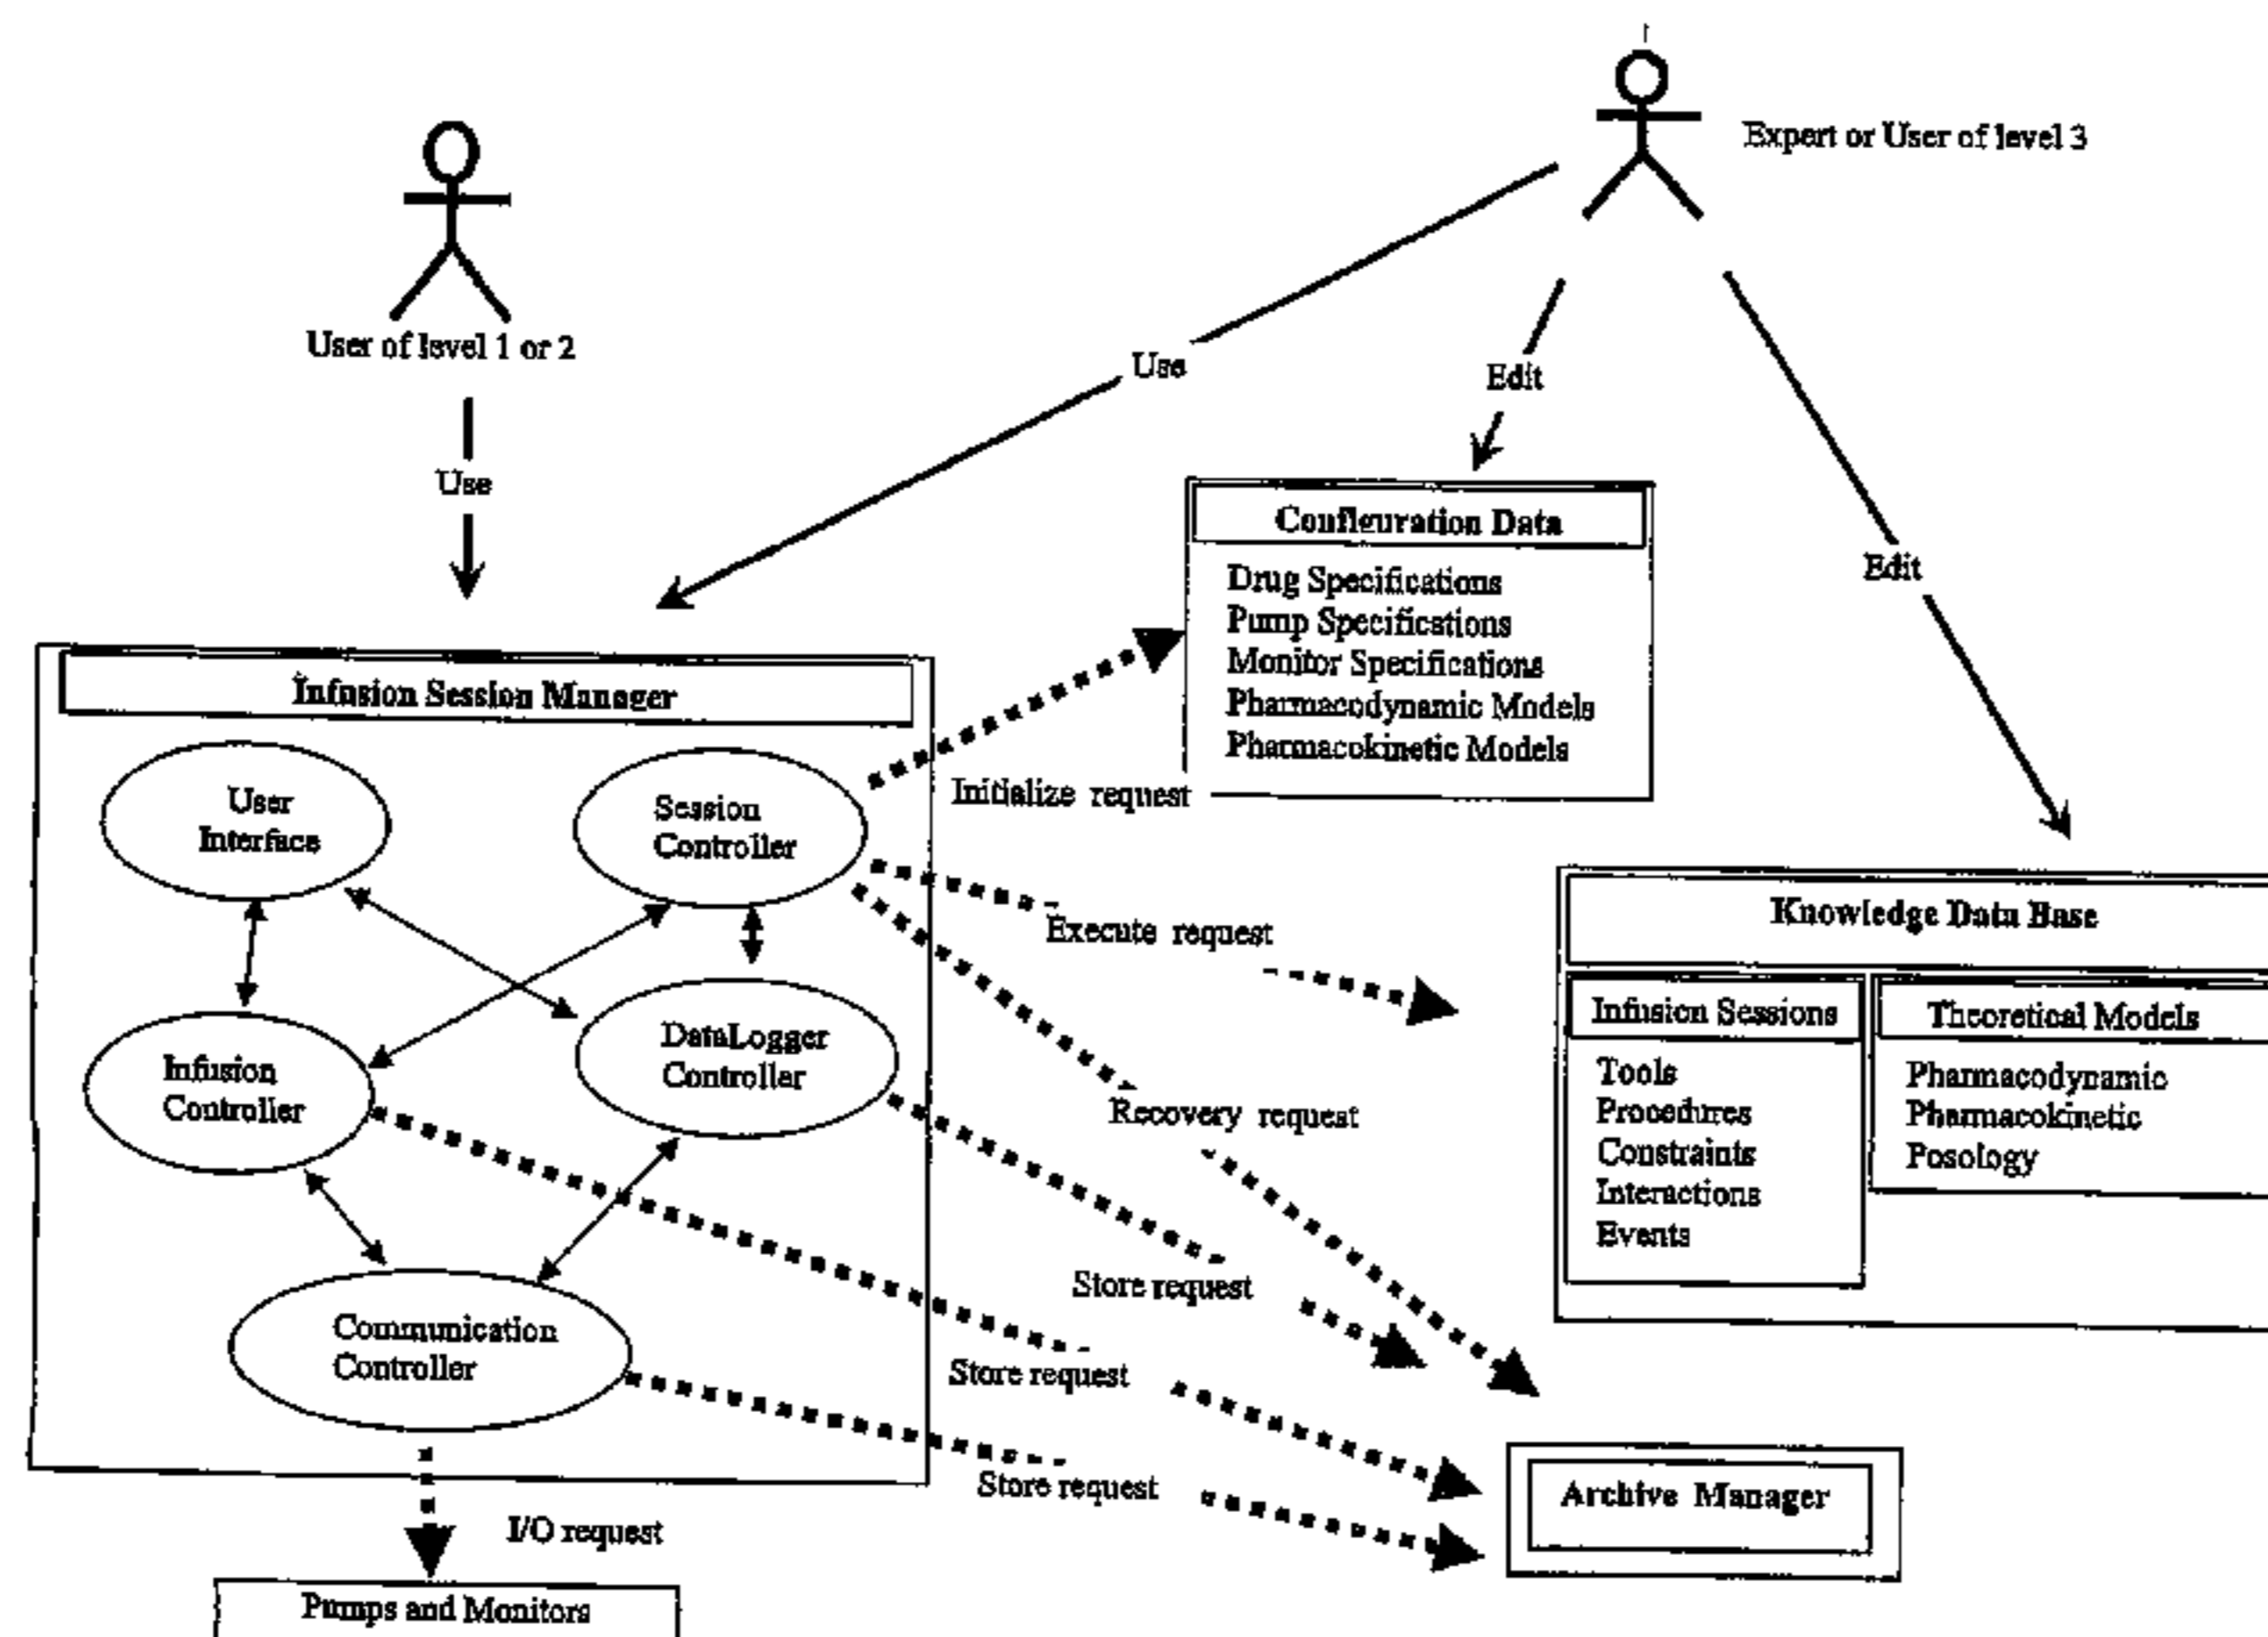 Expert or User of level 3
User of level 1 or 2
Use
Edit
Use
Configuration Data
Edit
Drug Specifications
Pump Specifications
Monitor Specifications
Pharmacodynamic Models
Pharmacokinetic Models
Infusion Session Manager
User
Interface
Session
Controller
Initialize request
Execute request
Knowledge Data Base
Infusion Sessions
Theoretical Models
Tools
Procedures
Constraints
Interactions
Events
Pharmacodynamic
Pharmacokinetic
Posology
Infusion
Controller
DataLogger
Controller
Recovery request
Store request
Communication
Controller
Store request
Store request
Archive Manager
I/O request
Pumps and Monitors